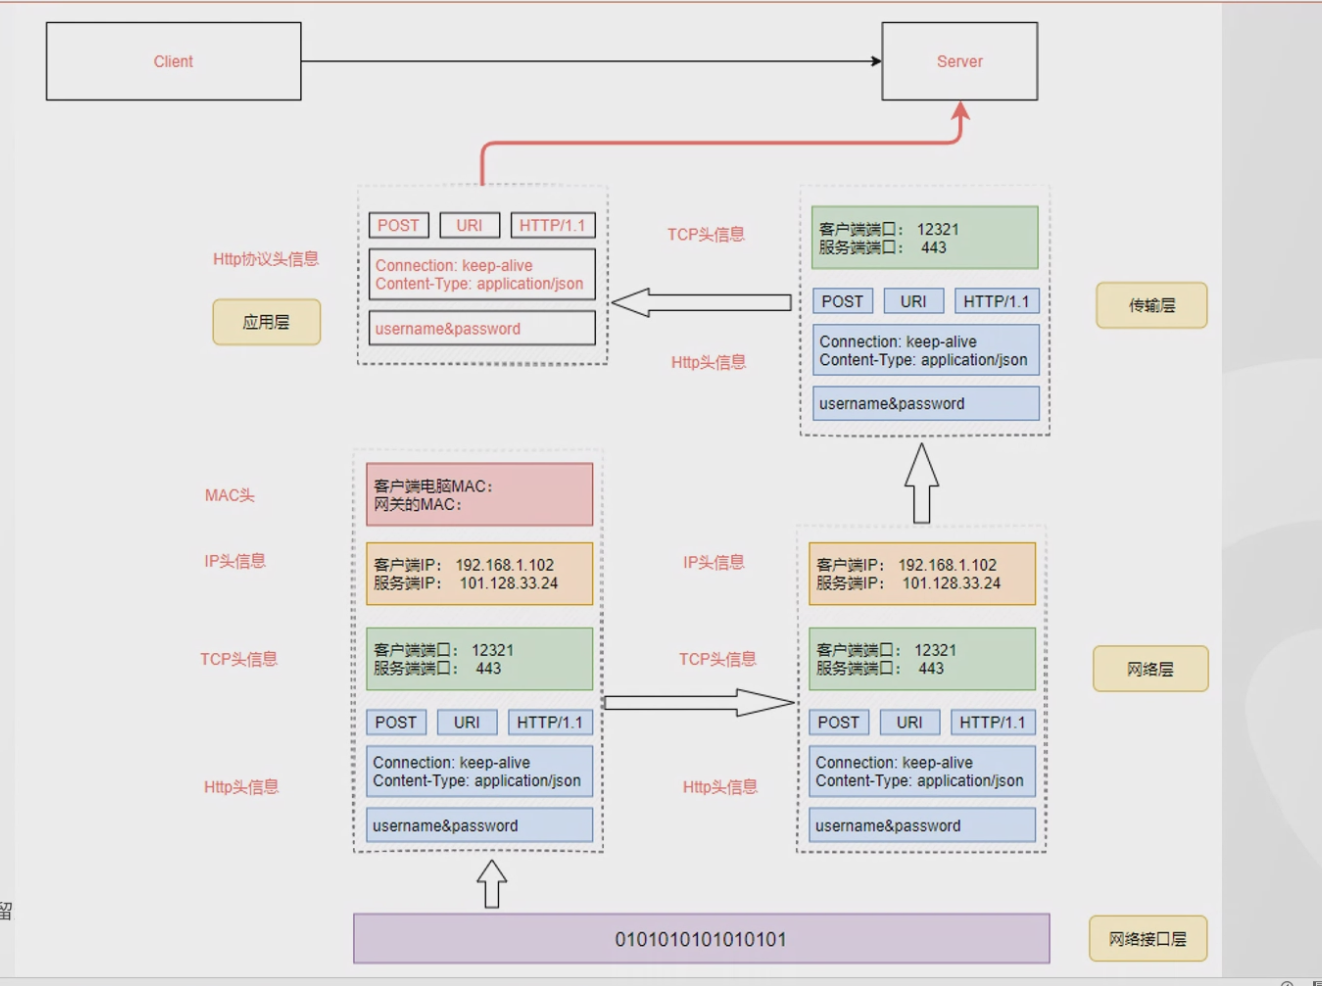 Client
Server
Http协议头信息
应用层
POST
URI
HTTP/1.1
Connection: keep-alive
Content-Type: application/json
username&password
TCP头信息
Http头信息
客户端端口： 12321
服务端端口： 443
POST
URI
HTTP/1.1
Connection: keep-alive
Content-Type: application/json
username&password
传输层
MAC头
IP头信息
TCP头信息
Http头信息
客户端电脑MAC：
网关的MAC：
客户端IP： 192.168.1.102
服务端IP： 101.128.33.24
客户端端口： 12321
服务端端口： 443
POST
URI
HTTP/1.1
Connection: keep-alive
Content-Type: application/json
username&password
IP头信息
TCP头信息
Http头信息
客户端IP： 192.168.1.102
服务端IP： 101.128.33.24
客户端端口： 12321
服务端端口： 443
POST
URI
HTTP/1.1
Connection: keep-alive
Content-Type: application/json
username&password
网络层
留
0101010101010101
网络接口层